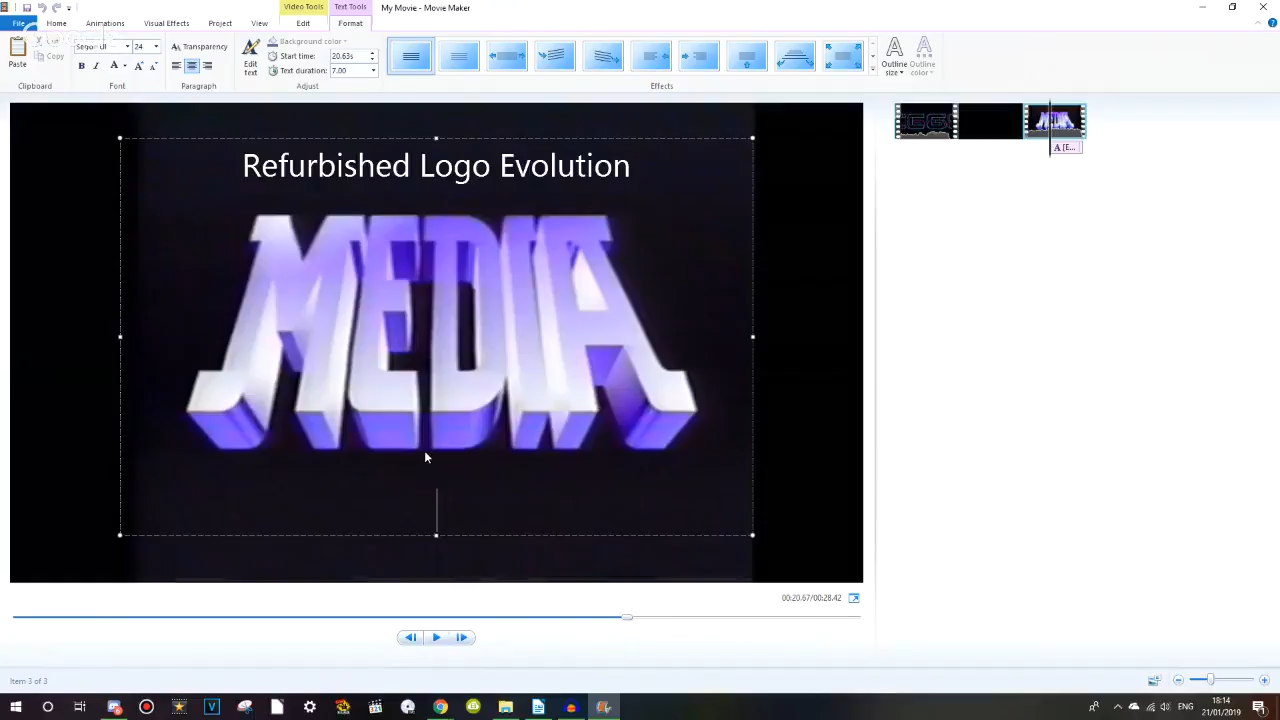 Video Tools
Text Tools
My Movie - Movie Maker
File
Home
Animations
Visual Effects
Project
View
Edit
Format
Paste
Cut
Copy
Clipboard
24
Font
Transparency
Paragraph
Edit
text
Background color
Start time: 20.63s
Text duration: 7.00
Adjust
Effects
Outline
size
Outline
color
Refurbished Logo Evolution
MEDIA
A [E...
00:20.67/00:28.42
Item 3 of 3
18:14
21/01/2019